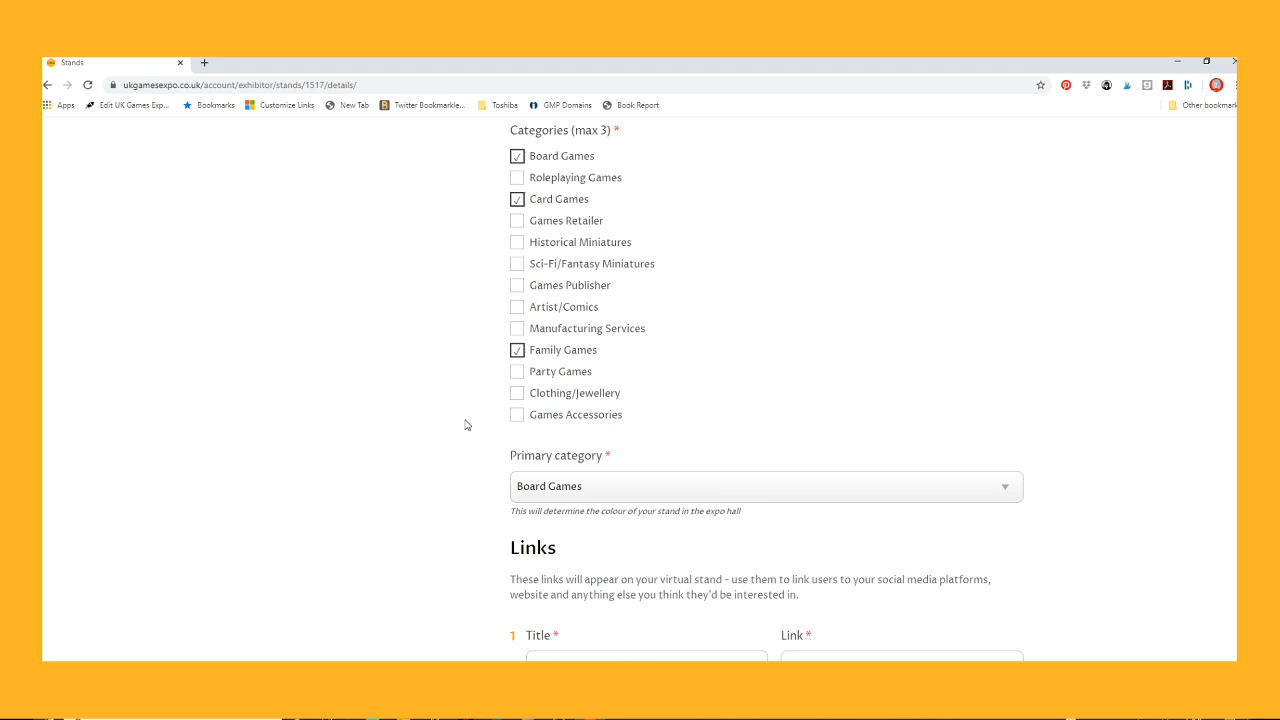 Stands
ukgamesexpo.co.uk/account/exhibitor/stands/1517/details/
Apps Edit UK Games Exp... Bookmarks Customize Links New Tab Twitter Bookmarkle... Toshiba GMP Domains Book Report Other bookmark
Categories (max 3) *
Board Games
Roleplaying Games
Card Games
Games Retailer
Historical Miniatures
Sci-Fi/Fantasy Miniatures
Games Publisher
Artist/Comics
Manufacturing Services
Family Games
Party Games
Clothing/Jewellery
Games Accessories
Primary category *
Board Games
This will determine the colour of your stand in the expo hall
Links
These links will appear on your virtual stand - use them to link users to your social media platforms,
website and anything else you think they'd be interested in.
1 Title * Link *